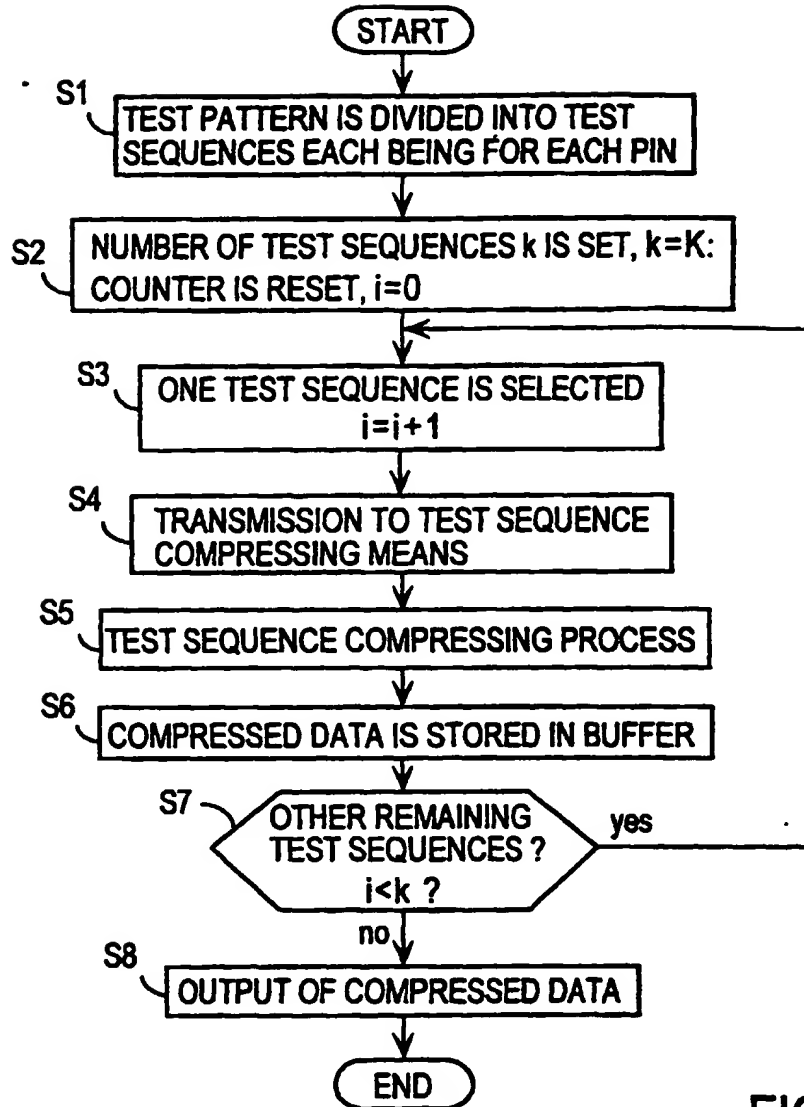 START
S1
TEST PATTERN IS DIVIDED INTO TEST
SEQUENCES EACH BEING FOR EACH PIN
S2
NUMBER OF TEST SEQUENCES k IS SET, k=K:
COUNTER IS RESET, i=0
S3
ONE TEST SEQUENCE IS SELECTED
i=i+1
S4
TRANSMISSION TO TEST SEQUENCE
COMPRESSING MEANS
S5
TEST SEQUENCE COMPRESSING PROCESS
S6
COMPRESSED DATA IS STORED IN BUFFER
S7
OTHER REMAINING
TEST SEQUENCES ?
i<k ?
yes
no
S8
OUTPUT OF COMPRESSED DATA
END